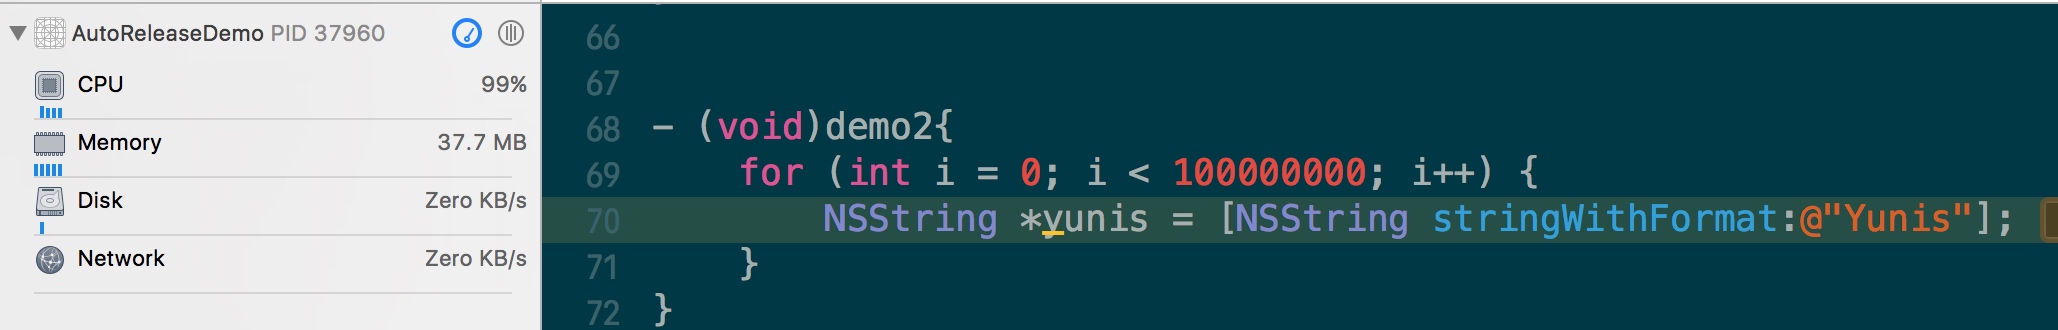 AutoReleaseDemo PID 37960
CPU 99%
Memory 37.7 MB
Disk Zero KB/s
Network Zero KB/s
66
67
68 - (void)demo2{
69 for (int i = 0; i < 100000000; i++) {
70 NSString *yunis = [NSString stringWithFormat:@"Yunis"];
71 }
72 }